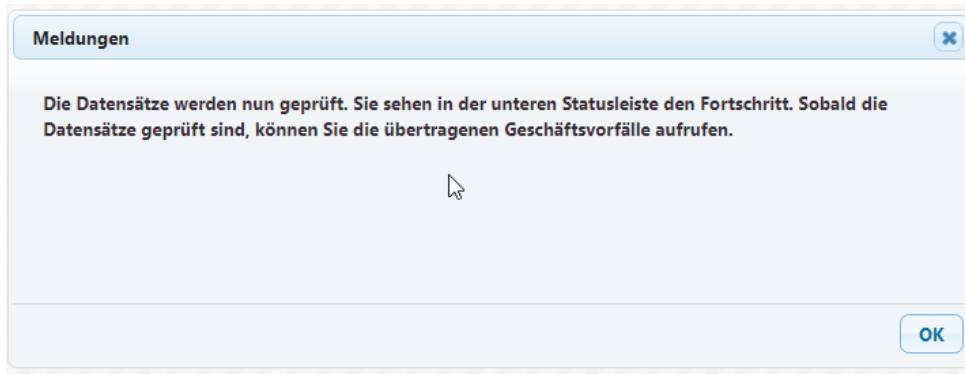 Meldungen
Die Datensätze werden nun geprüft. Sie sehen in der unteren Statusleiste den Fortschritt. Sobald die
Datensätze geprüft sind, können Sie die übertragenen Geschäftsvorfälle aufrufen.
OK